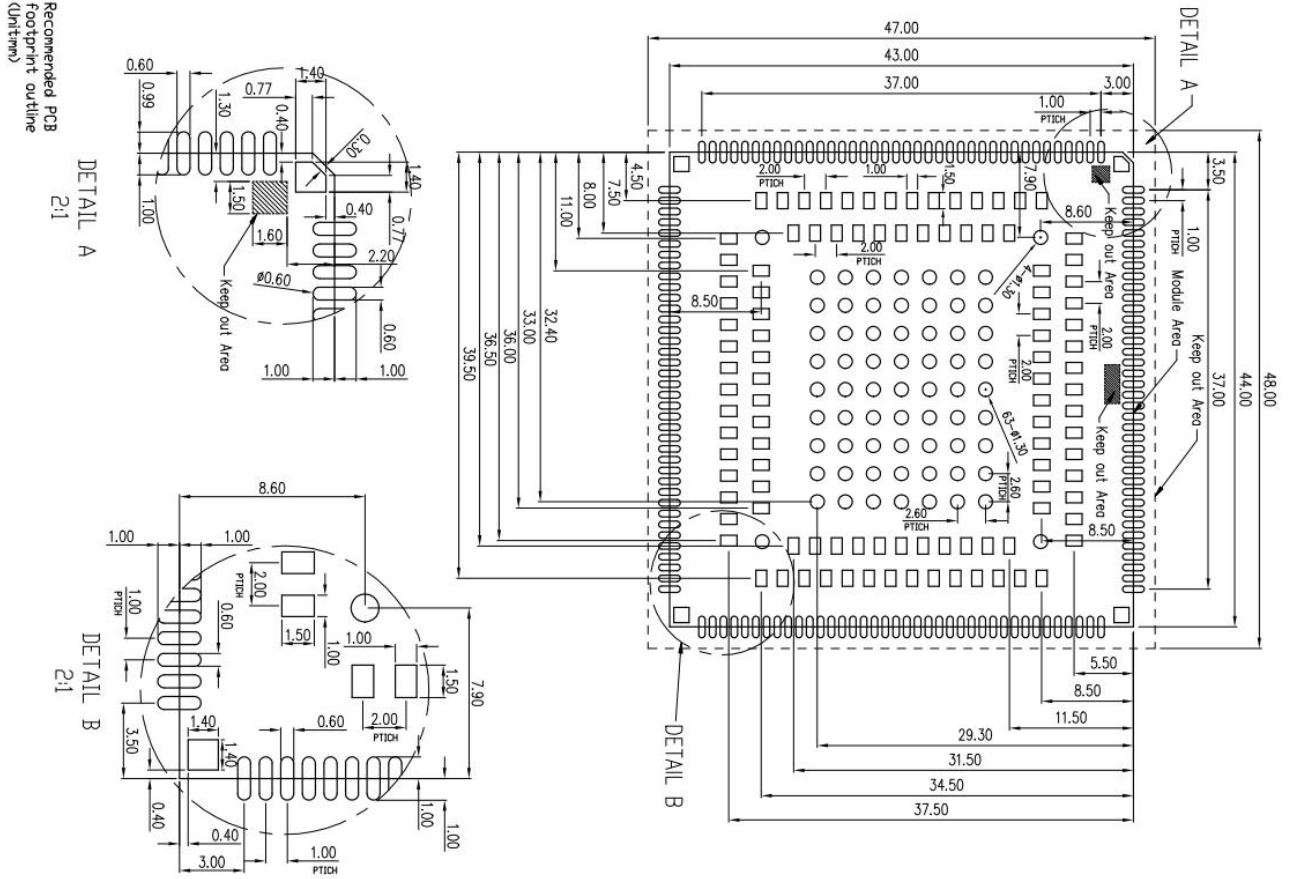 47.00
43.00
37.00
3.00
1.00
PTICH
DETAIL A
48.00
44.00
37.00
3.50
1.00
PTICH
Module Area
Keep out Area
Keep out Area
Keep out Area
2.00
PTICH
1.00
1.50
7.90
8.60
2.00
PTICH
4-ø1.30
2.00
PTICH
2.00
PTICH
8.50
63-ø1.30
2.60
PTICH
2.60
PTICH
8.50
4.50
7.50
8.00
11.00
32.40
33.00
36.00
36.50
39.50
5.50
8.50
11.50
29.30
31.50
34.50
37.50
DETAIL B
Recommended PCB
footprint outline
(Unit:mm)
0.60
0.99
1.30
0.77
0.40
1.40
0.30
1.40
0.40
0.77
1.00
1.50
1.60
2.20
ø0.60
Keep out Area
0.60
1.00
1.00
DETAIL A
2:1
8.60
1.00
1.00
2.00
PTICH
1.00
PTICH
0.60
1.50
1.00
1.00
1.50
2.00
PTICH
7.90
3.50
1.40
1.40
0.60
0.40
0.40
3.00
1.00
PTICH
1.00
1.00
DETAIL B
2:1